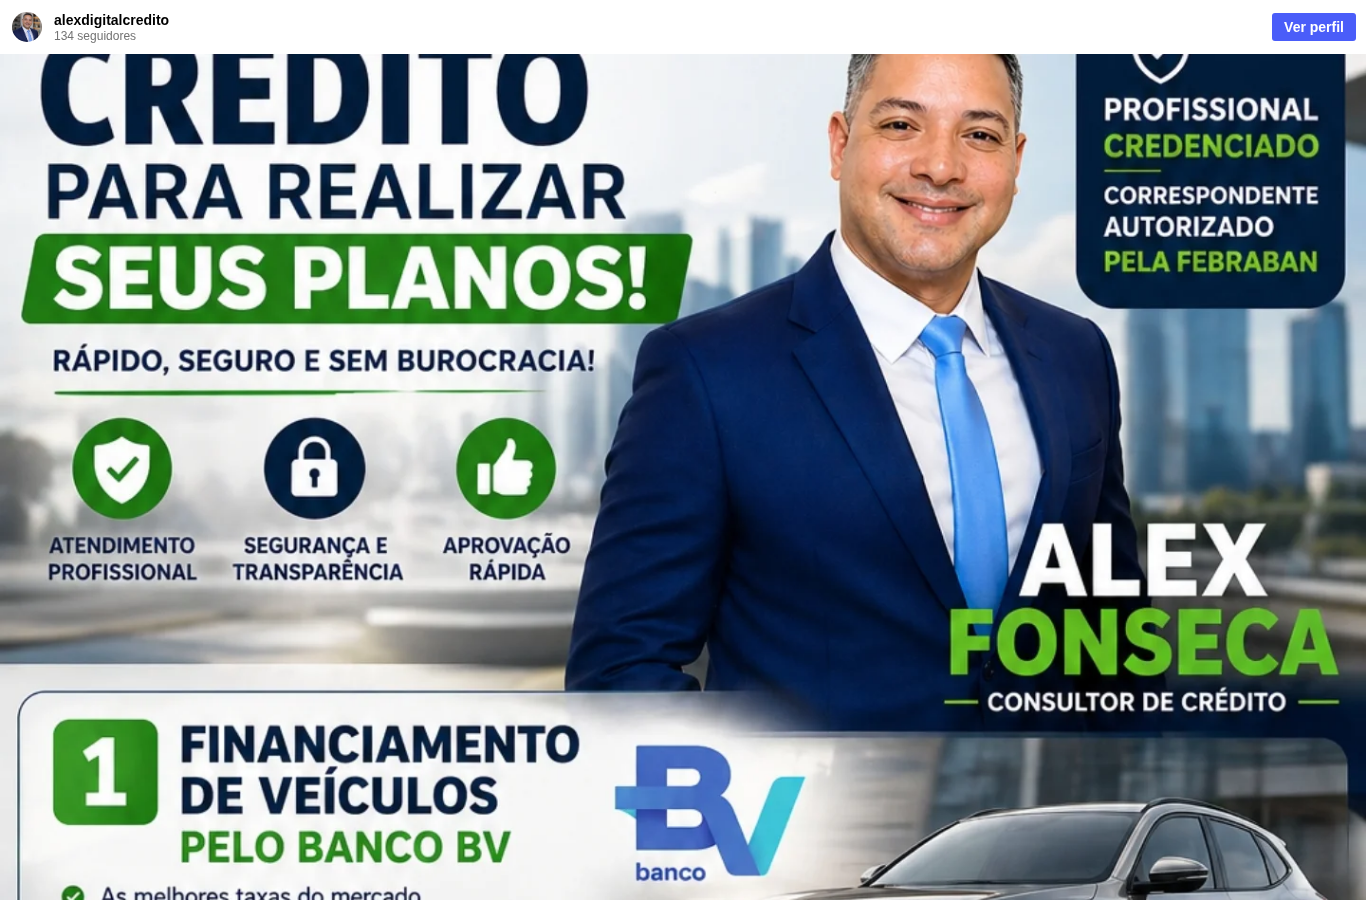 alexdigitalcredito
134 seguidores
Ver perfil
CRÉDITO
PARA REALIZAR
SEUS PLANOS!
RÁPIDO, SEGURO E SEM BUROCRACIA!
ATENDIMENTO
PROFISSIONAL
SEGURANÇA E
TRANSPARÊNCIA
APROVAÇÃO
RÁPIDA
PROFISSIONAL
CREDENCIADO
CORRESPONDENTE
AUTORIZADO
PELA FEBRABAN
ALEX
FONSECA
CONSULTOR DE CRÉDITO
1
FINANCIAMENTO
DE VEÍCULOS
PELO BANCO BV
BV
banco
As melhores taxas do mercado